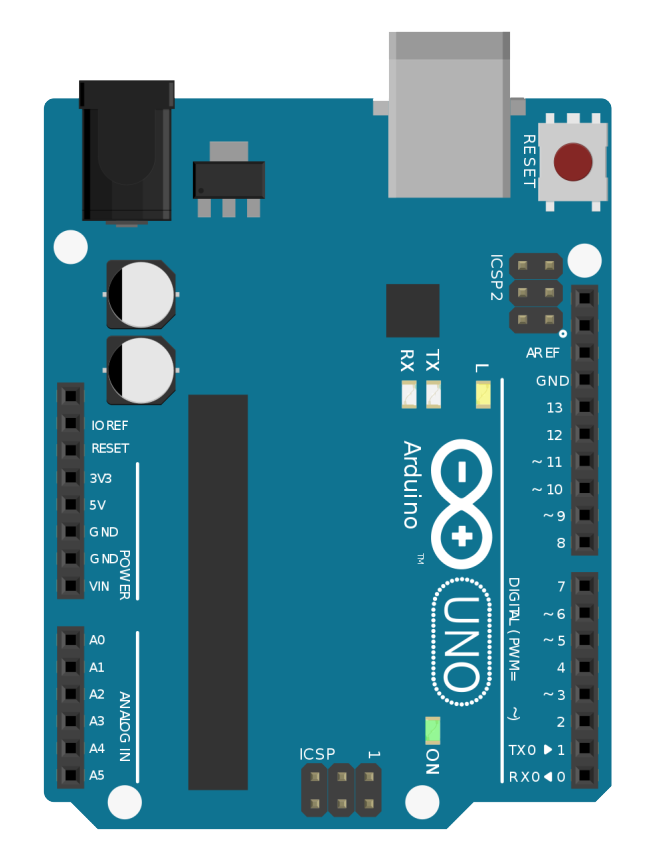 RESET
ICSP2
AREF
GND
13
12
~ 11
~ 10
~ 9
8
RX
TX
L
IOREF
RESET
3V3
5V
GND
GND
VIN
POWER
Arduino
TM
UNO
7
~ 6
~ 5
4
~ 3
2
TX0 ▶ 1
RX0 ◀ 0
DIGITAL (PWM= ~)
A0
A1
A2
A3
A4
A5
ANALOG IN
ICSP
1
ON